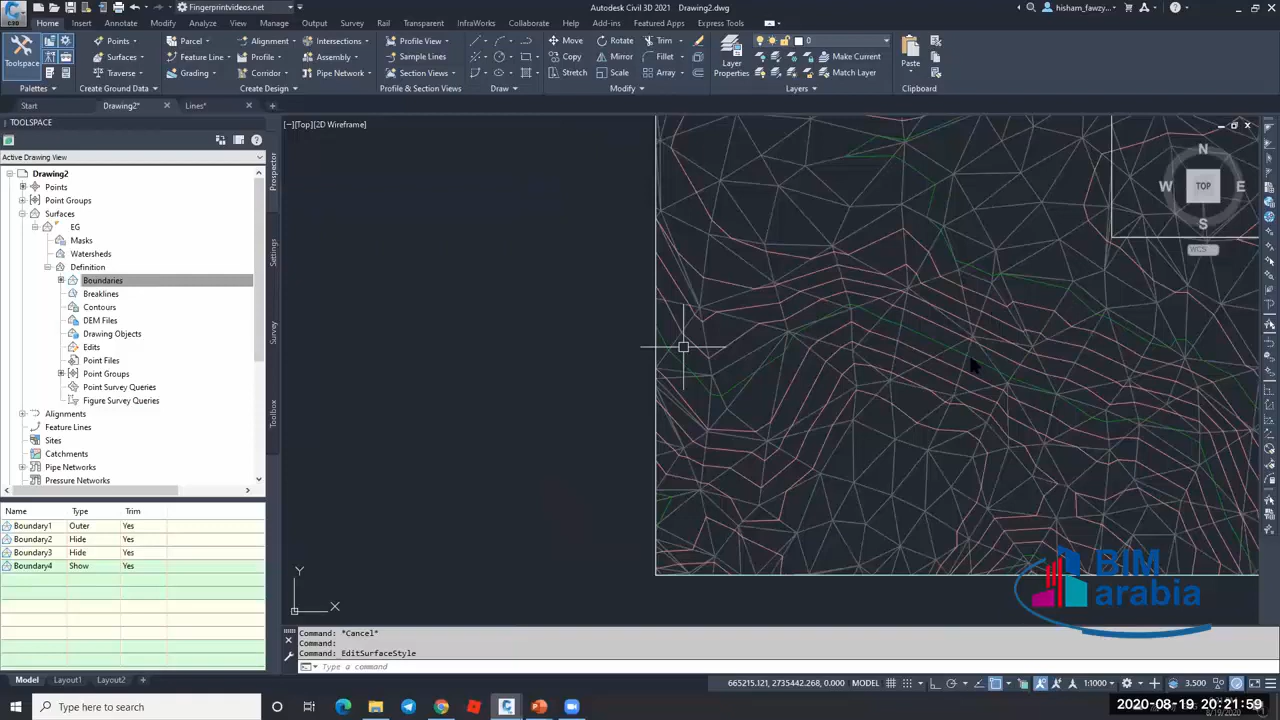 C3D
Fingerprintvideos.net
Autodesk Civil 3D 2021   Drawing2.dwg
hisham_fawzy...
Home Insert Annotate Modify Analyze View Manage Output Survey Rail Transparent InfraWorks Collaborate Help Add-ins Featured Apps Express Tools
Toolspace
Points
Surfaces
Traverse
Parcel
Feature Line
Grading
Alignment
Profile
Corridor
Intersections
Assembly
Pipe Network
Profile View
Sample Lines
Section Views
Move
Copy
Stretch
Rotate
Mirror
Scale
Trim
Fillet
Array
Layer
Properties
0
Make Current
Match Layer
Paste
Palettes
Create Ground Data
Create Design
Profile & Section Views
Draw
Modify
Layers
Clipboard
Start
Drawing2*
Lines*
TOOLSPACE
Active Drawing View
Drawing2
Points
Point Groups
Surfaces
EG
Masks
Watersheds
Definition
Boundaries
Breaklines
Contours
DEM Files
Drawing Objects
Edits
Point Files
Point Groups
Point Survey Queries
Figure Survey Queries
Alignments
Feature Lines
Sites
Catchments
Pipe Networks
Pressure Networks
Prospector
Settings
Survey
Toolbox
Name Type Trim
Boundary1 Outer Yes
Boundary2 Hide Yes
Boundary3 Hide Yes
Boundary4 Show Yes
[−][Top][2D Wireframe]
N
W TOP E
S
WCS
Y
X
BIM
arabia
Command: *Cancel*
Command:
Command: EditSurfaceStyle
Type a command
Model Layout1 Layout2
665215.121, 2735442.268, 0.000 MODEL
1:1000
3.500
Type here to search
2020-08-19 20:21:59